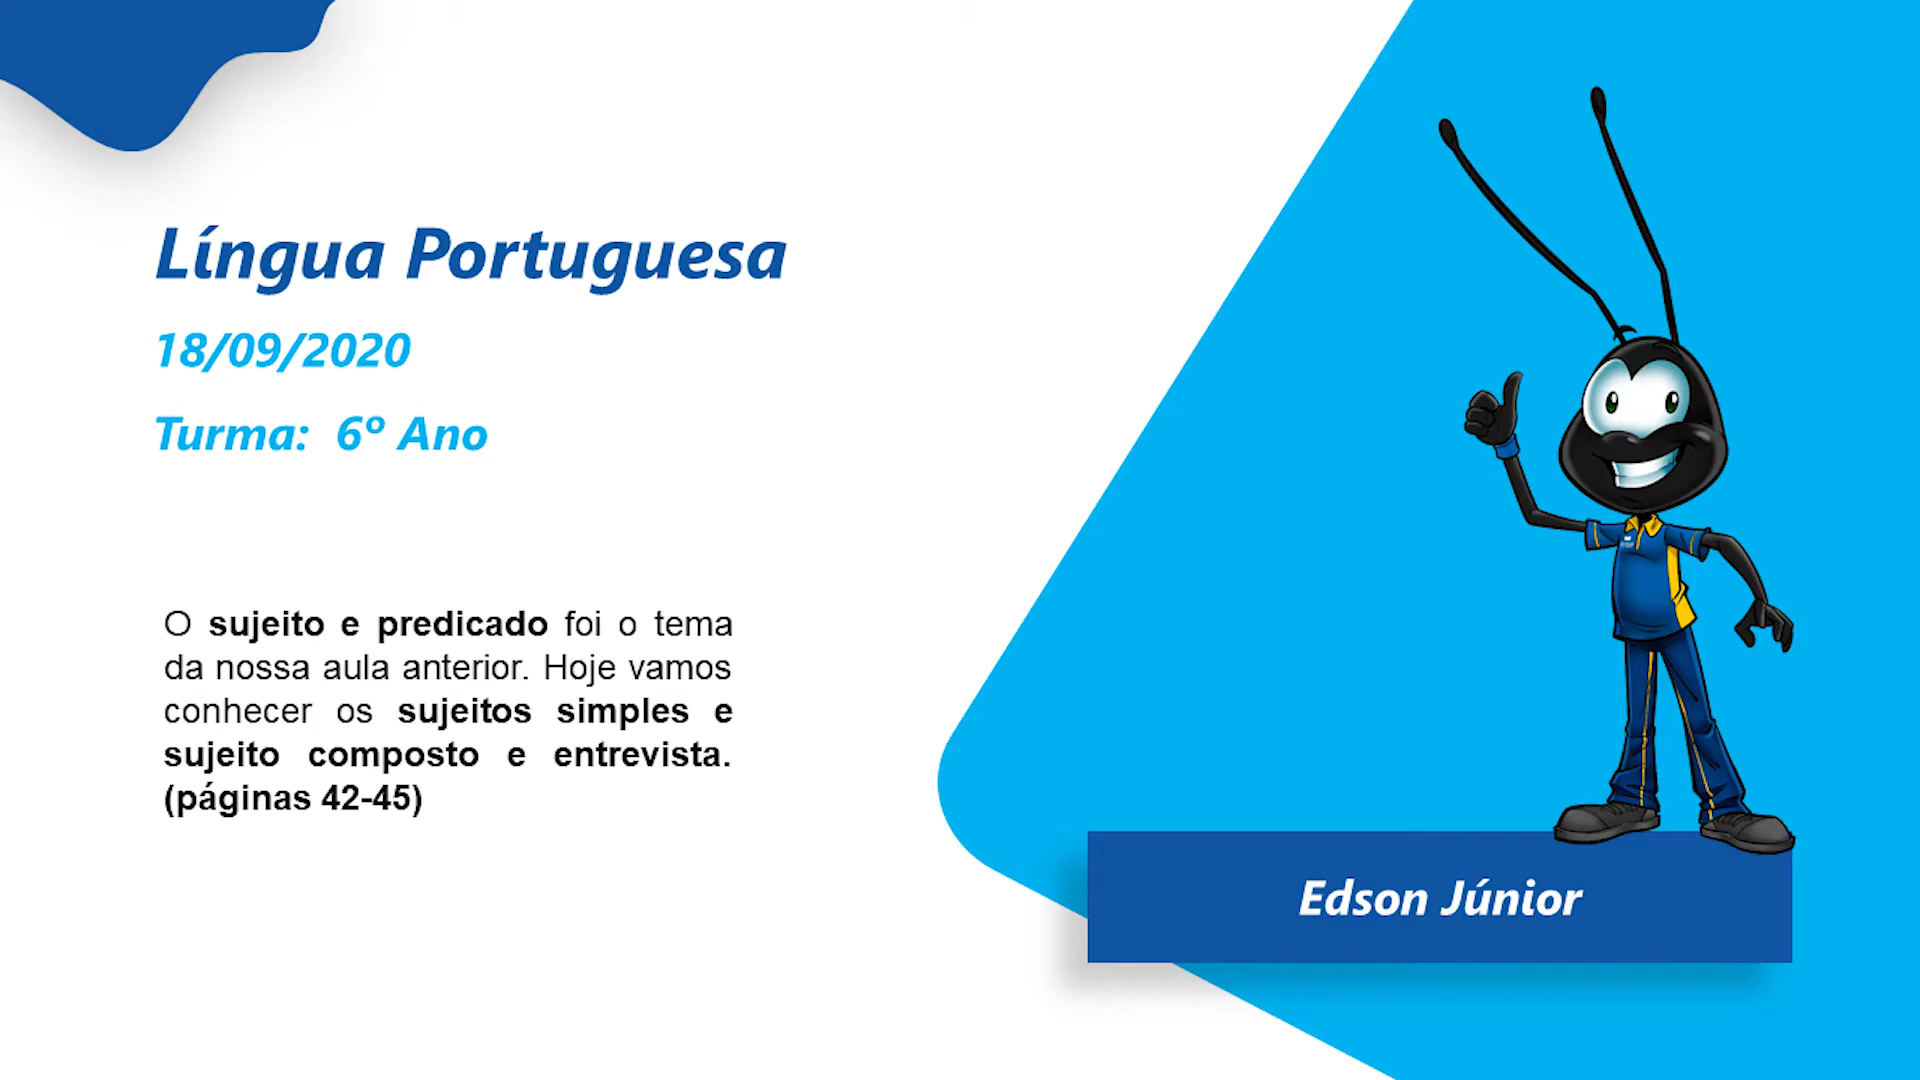 Língua Portuguesa
18/09/2020
Turma: 6º Ano
O sujeito e predicado foi o tema
da nossa aula anterior. Hoje vamos
conhecer os sujeitos simples e
sujeito composto e entrevista.
(páginas 42-45)
Edson Júnior